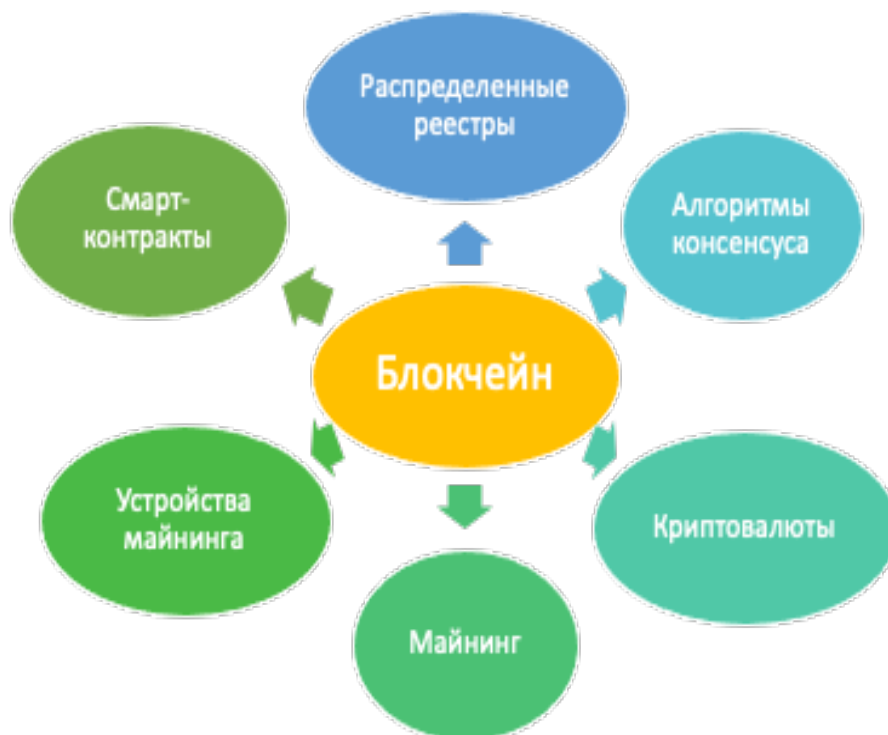 Распределенные
реестры
Смарт-
контракты
Алгоритмы
консенсуса
Блокчейн
Устройства
майнинга
Криптовалюты
Майнинг